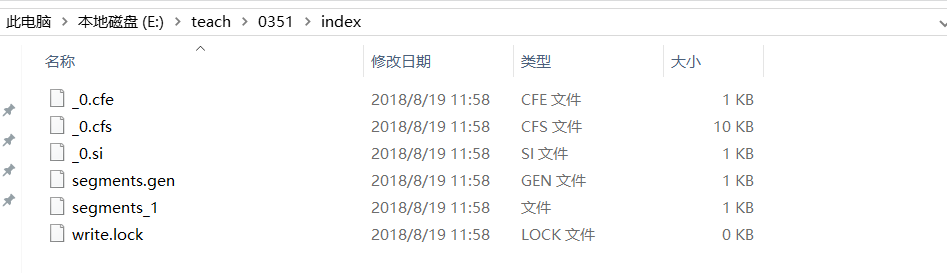 此电脑 > 本地磁盘 (E:) > teach > 0351 > index
名称 修改日期 类型 大小
_0.cfe 2018/8/19 11:58 CFE 文件 1 KB
_0.cfs 2018/8/19 11:58 CFS 文件 10 KB
_0.si 2018/8/19 11:58 SI 文件 1 KB
segments.gen 2018/8/19 11:58 GEN 文件 1 KB
segments_1 2018/8/19 11:58 文件 1 KB
write.lock 2018/8/19 11:58 LOCK 文件 0 KB